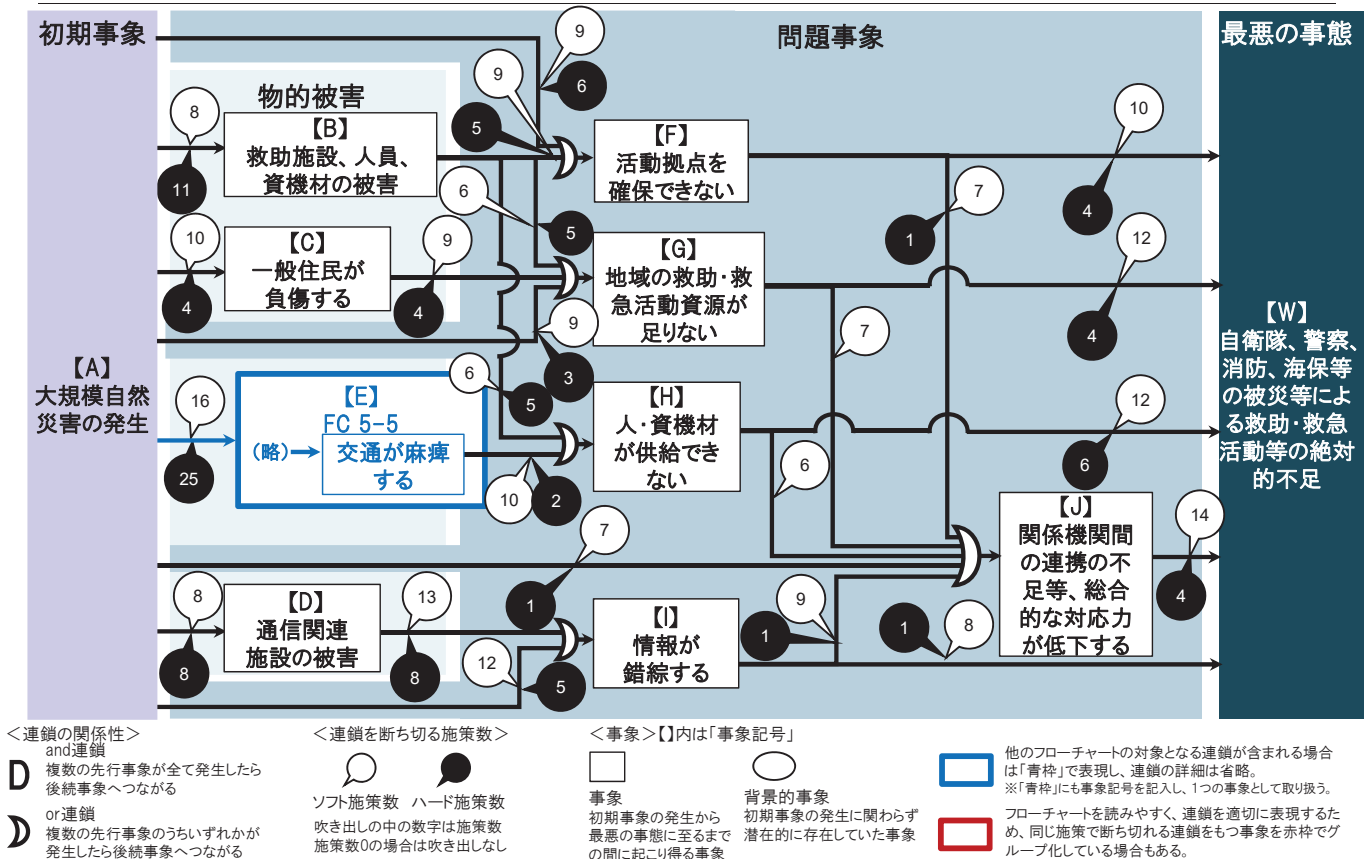 初期事象
問題事象
最悪の事態
物的被害
【A】
大規模自然
災害の発生
8
11
【B】
救助施設、人員、
資機材の被害
9
6
9
5
6
5
10
4
【C】
一般住民が
負傷する
9
4
9
3
16
25
【E】
FC 5-5
(略)
交通が麻痺
する
6
5
10
2
8
8
【D】
通信関連
施設の被害
13
8
7
1
12
5
【F】
活動拠点を
確保できない
10
4
7
1
【G】
地域の救助・救
急活動資源が
足りない
12
4
7
【H】
人・資機材
が供給でき
ない
12
6
6
【I】
情報が
錯綜する
9
1
1
8
【J】
関係機関間
の連携の不
足等、総合
的な対応力
が低下する
14
4
【W】
自衛隊、警察、
消防、海保等
の被災等によ
る救助・救急
活動等の絶対
的不足
<連鎖の関係性>
and連鎖
複数の先行事象が全て発生したら
後続事象へつながる
or連鎖
複数の先行事象のうちいずれかが
発生したら後続事象へつながる
<連鎖を断ち切る施策数>
ソフト施策数 ハード施策数
吹き出しの中の数字は施策数
施策数0の場合は吹き出しなし
<事象>【】内は「事象記号」
事象
初期事象の発生から
最悪の事態に至るまで
の間に起こり得る事象
背景的事象
初期事象の発生に関わらず
潜在的に存在していた事象
他のフローチャートの対象となる連鎖が含まれる場合
は「青枠」で表現し、連鎖の詳細は省略。
※「青枠」にも事象記号を記入し、1つの事象として取り扱う。
フローチャートを読みやすく、連鎖を適切に表現するた
め、同じ施策で断ち切れる連鎖をもつ事象を赤枠でグ
ループ化している場合もある。